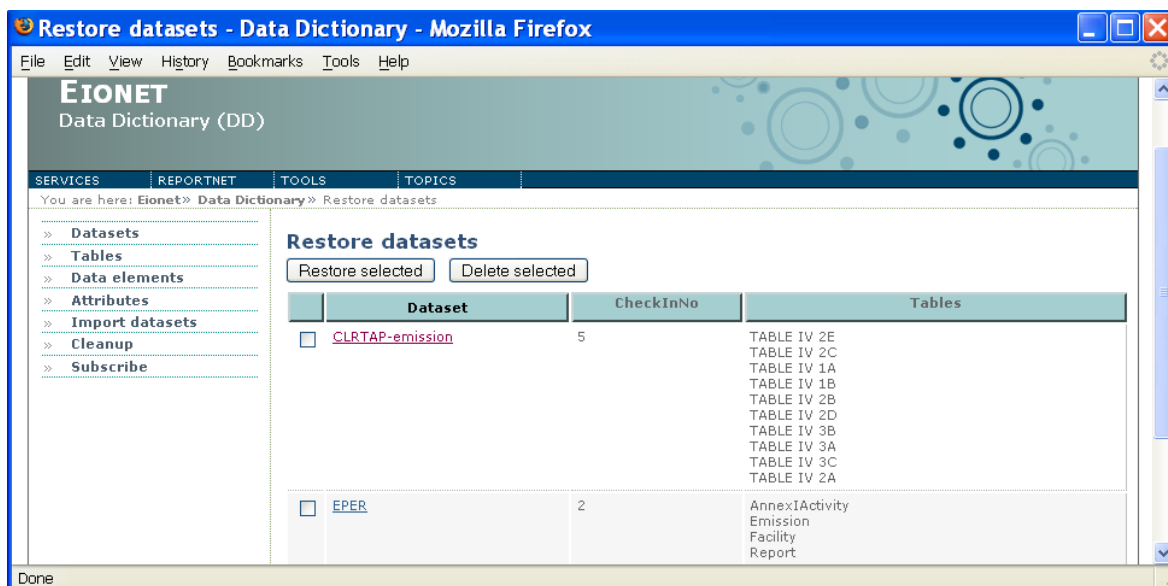 Restore datasets - Data Dictionary - Mozilla Firefox
File Edit View History Bookmarks Tools Help
EIONET
Data Dictionary (DD)
SERVICES REPORTNET TOOLS TOPICS
You are here: Eionet» Data Dictionary» Restore datasets
» Datasets
» Tables
» Data elements
» Attributes
» Import datasets
» Cleanup
» Subscribe
Restore datasets
Restore selected Delete selected
Dataset CheckInNo Tables
CLRTAP-emission 5 TABLE IV 2E
TABLE IV 2C
TABLE IV 1A
TABLE IV 1B
TABLE IV 2B
TABLE IV 2D
TABLE IV 3B
TABLE IV 3A
TABLE IV 3C
TABLE IV 2A
EPER 2 AnnexIActivity
Emission
Facility
Report
Done